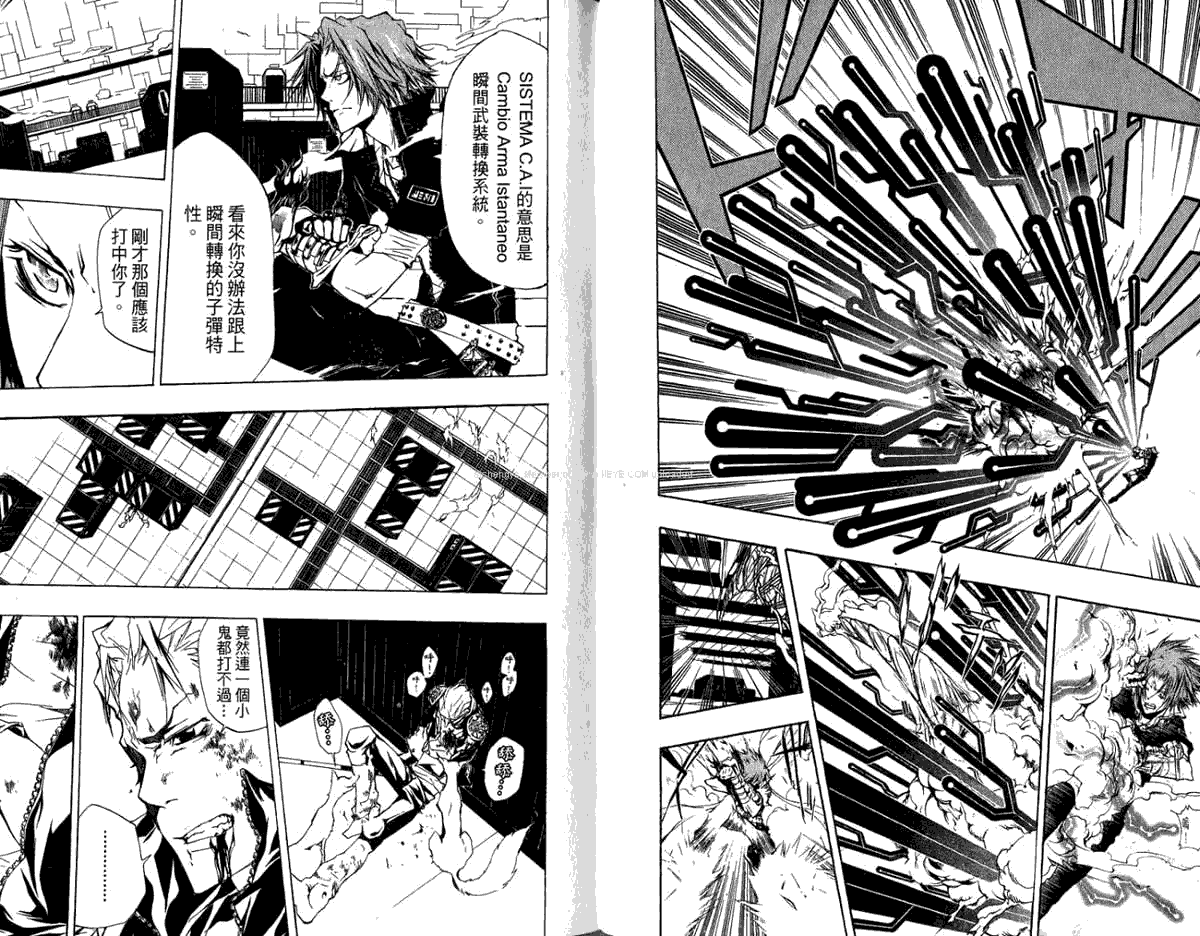 SISTEMA C.A.I的意思是
Cambio Arma Istantaneo
瞬間武裝轉換系統。
看來你沒辦法跟上
瞬間轉換的子彈特
性。
剛才那個應該
打中你了。
舔舔……
舔……
竟然連一個小
鬼都打不過…
…………